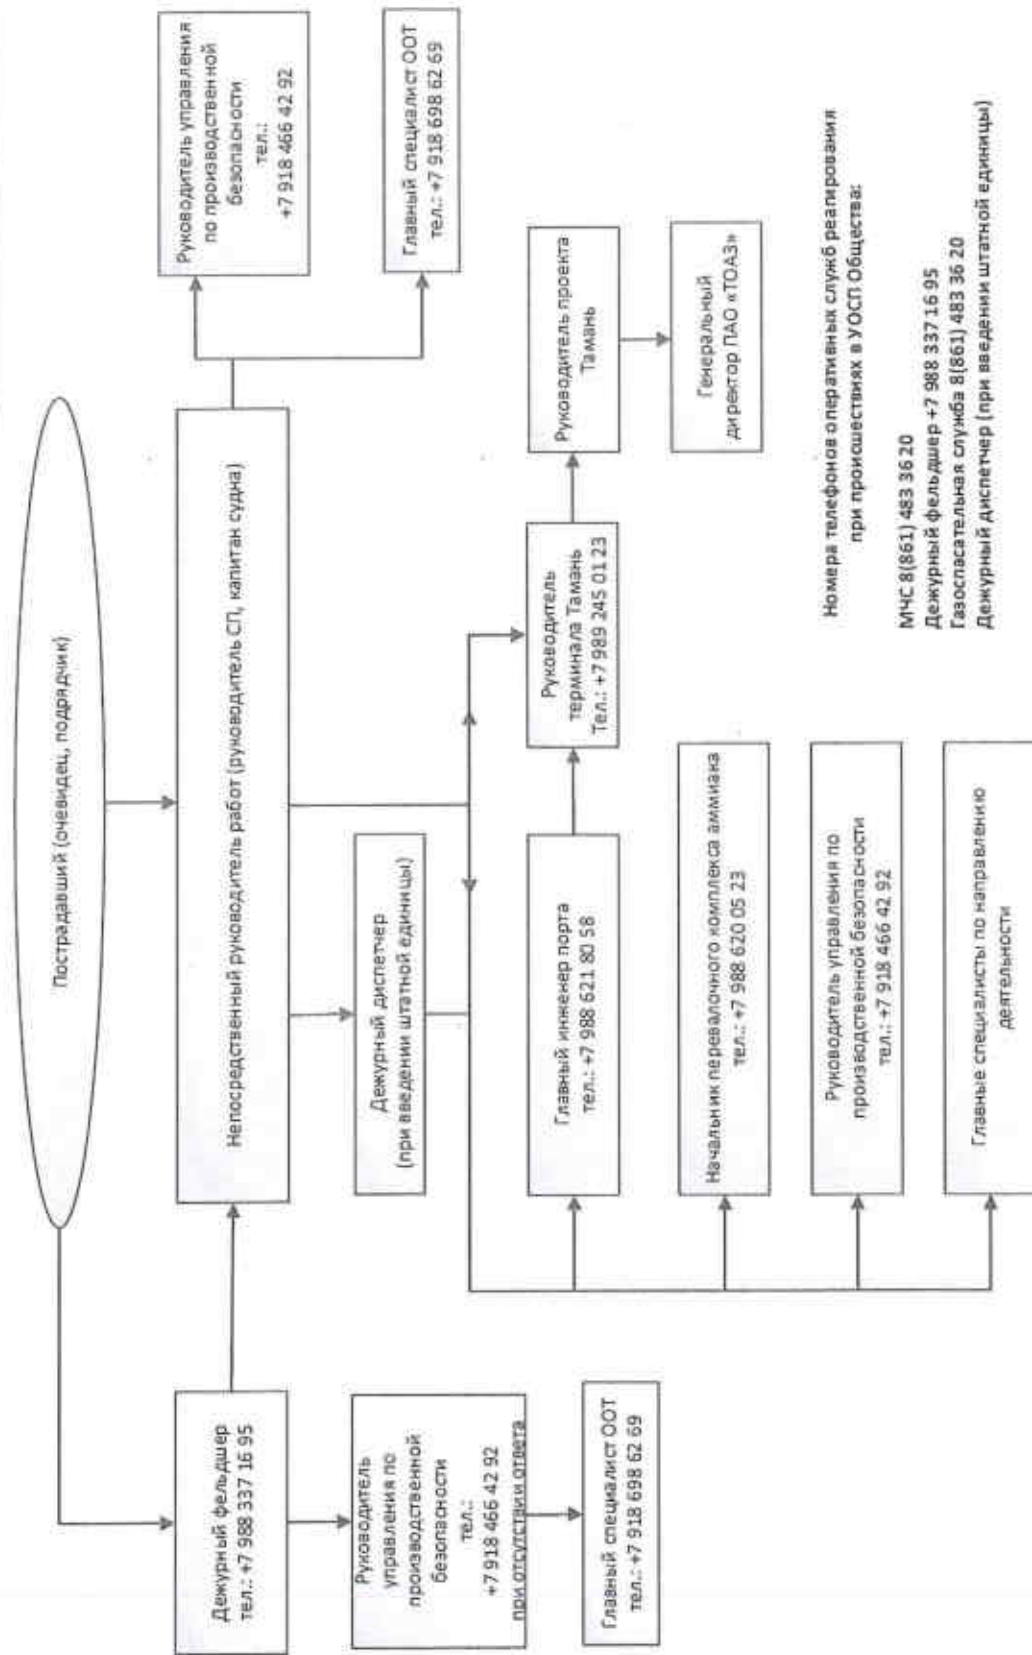 Пострадавший (очевидец, подрядчик)
Дежурный фельдшер
тел.: +7 988 337 16 95
Непосредственный руководитель работ (руководитель СП, капитан судна)
Руководитель управления
по производственной
безопасности
тел.:
+7 918 466 42 92
Руководитель
управления по
производственной
безопасности
тел.:
+7 918 466 42 92
при отсутствии ответа
Дежурный диспетчер
(при введении штатной единицы)
Главный специалист ООТ
тел.: +7 918 698 62 69
Главный специалист ООТ
тел.: +7 918 698 62 69
Главный инженер порта
тел.: +7 988 621 80 58
Руководитель
терминала Тамань
Тел.: +7 989 245 01 23
Руководитель проекта
Тамань
Начальник перевалочного комплекса аммиака
тел.: +7 988 620 05 23
Генеральный
директор ПАО «ТОАЗ»
Руководитель управления по
производственной безопасности
тел.: +7 918 466 42 92
Главные специалисты по направлению
деятельности
Номера телефонов оперативных служб реагирования
при происшествиях в УОСП Общества:
МЧС 8(861) 483 36 20
Дежурный фельдшер +7 988 337 16 95
Газоспасательная служба 8(861) 483 36 20
Дежурный диспетчер (при введении штатной единицы)